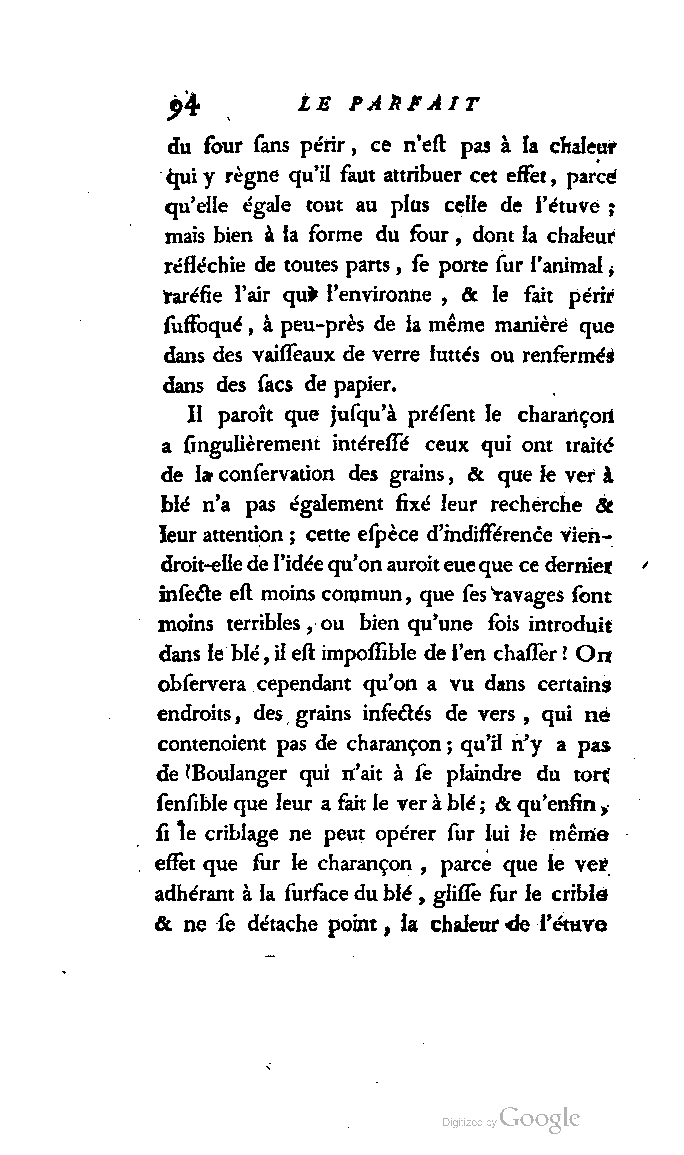 94 LE PARFAIT
du four ſans périr, ce n'eſt pas à la chaleur
qui y règne qu'il faut attribuer cet effet, parce
qu'elle égale tout au plus celle de l'étuve ;
mais bien à la forme du four, dont la chaleur
réfléchie de toutes parts, ſe porte ſur l'animal ;
raréfie l'air qui l'environne, & le fait périr
ſuffoqué, à peu-près de la même manière que
dans des vaiſſeaux de verre luttés ou renfermés
dans des ſacs de papier.
Il paroît que juſqu'à préſent le charançon
a ſingulièrement intéreſſé ceux qui ont traité
de la conſervation des grains, & que le ver à
blé n'a pas également fixé leur recherche &
leur attention ; cette eſpèce d'indifférence vien-
droit-elle de l'idée qu'on auroit eue que ce dernier
inſecte eſt moins commun, que ſes ravages ſont
moins terribles, ou bien qu'une fois introduit
dans le blé, il eſt impoſſible de l'en chaſſer ? On
obſervera cependant qu'on a vu dans certains
endroits, des grains infectés de vers, qui ne
contenoient pas de charançon ; qu'il n'y a pas
de Boulanger qui n'ait à ſe plaindre du tort
ſenſible que leur a fait le ver à blé ; & qu'enfin,
ſi le criblage ne peut opérer ſur lui le même
effet que ſur le charançon, parce que le ver
adhérant à la ſurface du blé, gliſſe ſur le crible
& ne ſe détache point, la chaleur de l'étuve
Digitized by Google